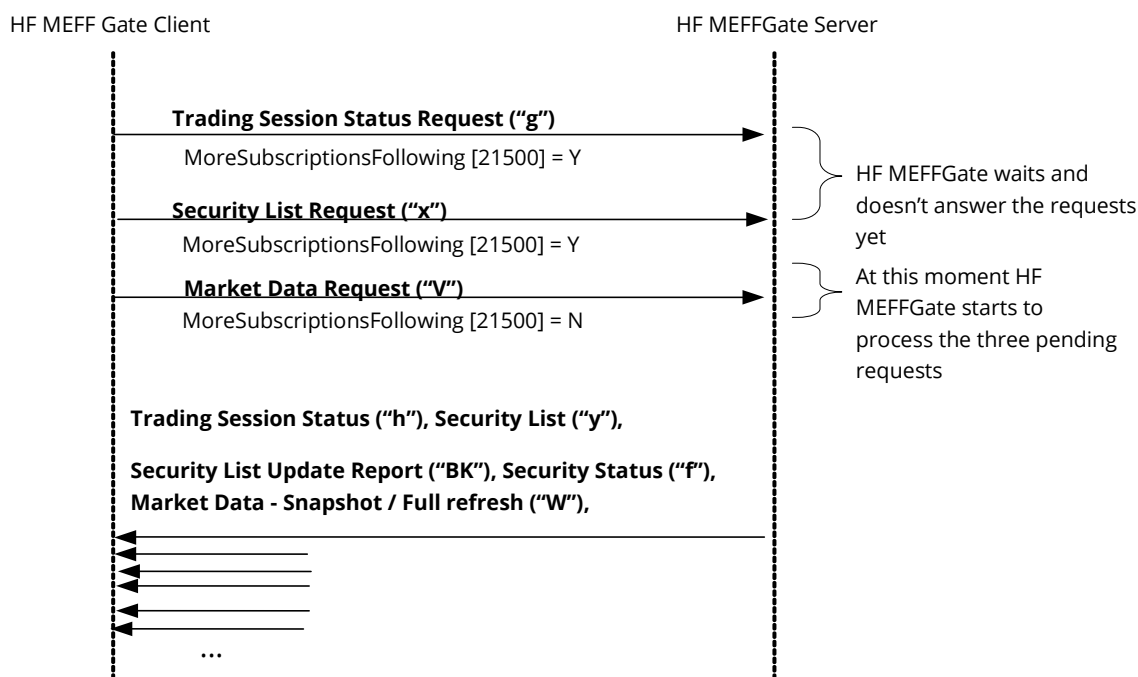 HF MEFF Gate Client
HF MEFFGate Server
Trading Session Status Request (“g”)
MoreSubscriptionsFollowing [21500] = Y
HF MEFFGate waits and
doesn’t answer the requests
yet
Security List Request (“x”)
MoreSubscriptionsFollowing [21500] = Y
Market Data Request (“V”)
MoreSubscriptionsFollowing [21500] = N
At this moment HF
MEFFGate starts to
process the three pending
requests
Trading Session Status (“h”), Security List (“y”),
Security List Update Report (“BK”), Security Status (“f”),
Market Data - Snapshot / Full refresh (“W”),
...